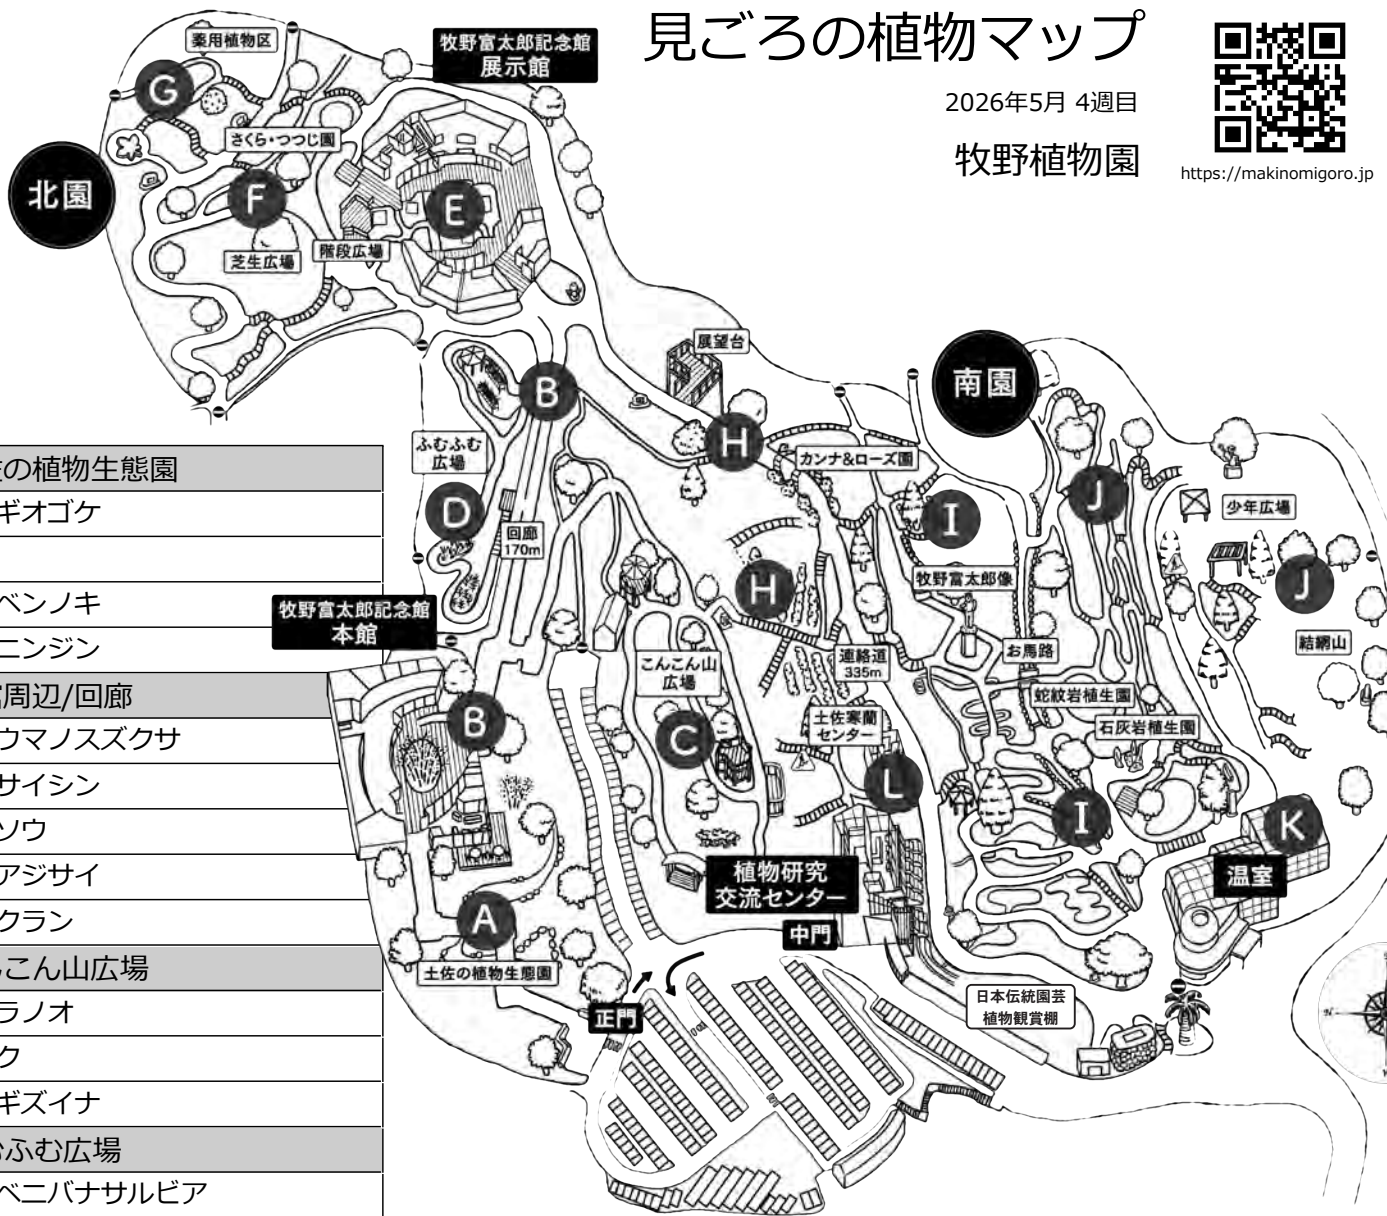 見ごろの植物マップ
2026年5月 4週目
牧野植物園
https://makinomigoro.jp
薬用植物区
牧野富太郎記念館
展示館
G
さくら・つつじ園
北園
F
E
芝生広場
階段広場
展望台
南園
B
H
ふむふむ
広場
カンナ&ローズ園
D
I
J
少年広場
回廊
170m
H
牧野富太郎像
J
牧野富太郎記念館
本館
こんこん山
広場
連絡道
335m
お馬路
結網山
蛇紋岩植生園
土佐寒蘭
センター
石灰岩植生園
B
C
L
I
K
植物研究
交流センター
温室
中門
A
土佐の植物生態園
正門
日本伝統園芸
植物観賞棚
の植物生態園
ギオゴケ
ベンノキ
ニンジン
周辺/回廊
ウマノスズクサ
サイシン
ソウ
アジサイ
クラン
こん山広場
ラノオ
ク
ギズイナ
ふむ広場
ベニバナサルビア